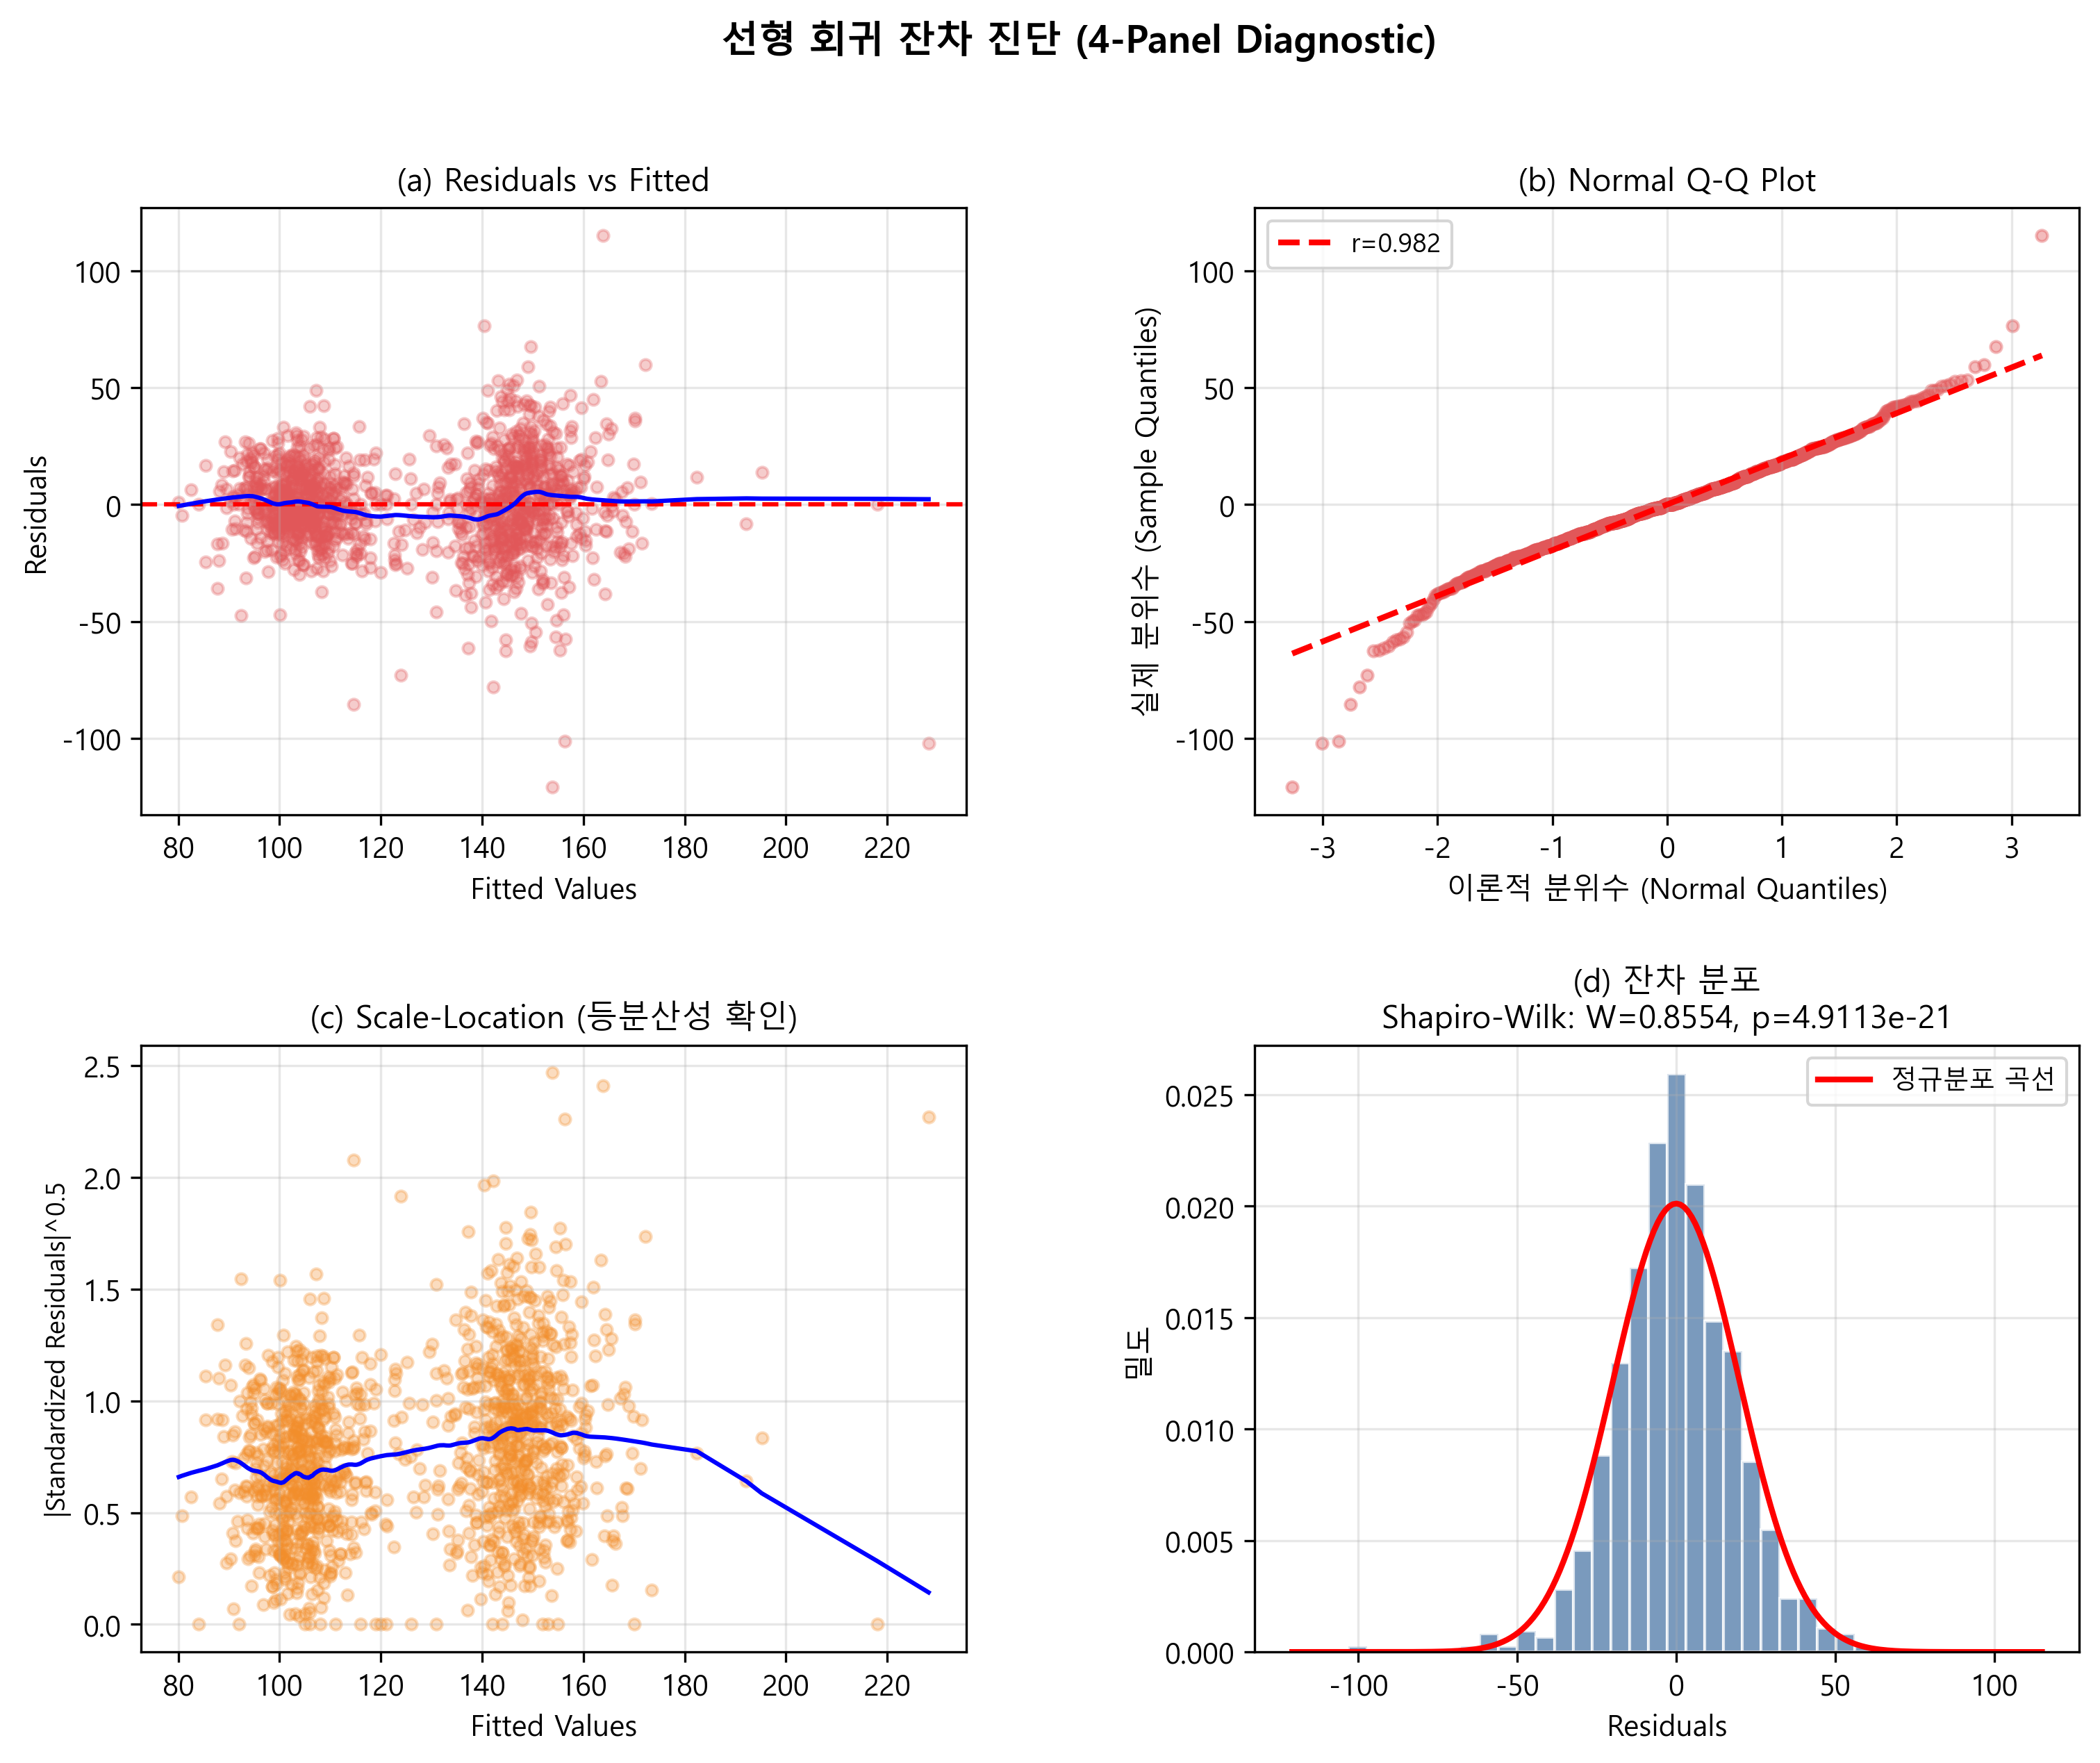 선형 회귀 잔차 진단 (4-Panel Diagnostic)
(a) Residuals vs Fitted
Residuals
100
50
0
-50
-100
80 100 120 140 160 180 200 220
Fitted Values
(b) Normal Q-Q Plot
r=0.982
실제 분위수 (Sample Quantiles)
100
50
0
-50
-100
-3 -2 -1 0 1 2 3
이론적 분위수 (Normal Quantiles)
(c) Scale-Location (등분산성 확인)
|Standardized Residuals|^0.5
2.5
2.0
1.5
1.0
0.5
0.0
80 100 120 140 160 180 200 220
Fitted Values
(d) 잔차 분포
Shapiro-Wilk: W=0.8554, p=4.9113e-21
정규분포 곡선
밀도
0.025
0.020
0.015
0.010
0.005
0.000
-100 -50 0 50 100
Residuals